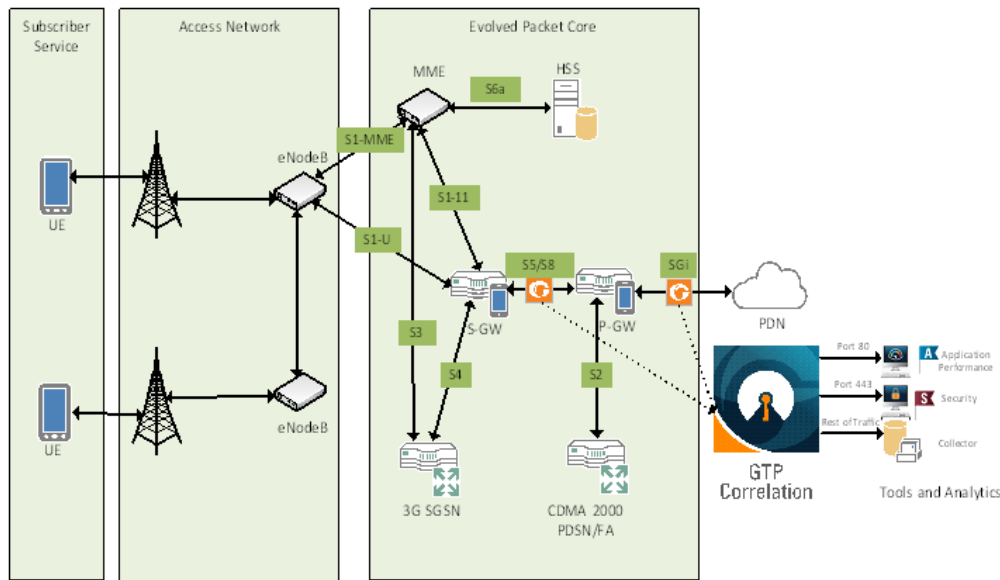 Subscriber
Service
Access Network
Evolved Packet Core
MME
HSS
S6a
S1-MME
eNodeB
S1-11
UE
S1-U
S5/S8
SGi
S-GW
P-GW
PDN
S3
S4
S2
Port 80
A
Application
Performance
Port 443
S
Security
Rest of Traffic
Collector
UE
eNodeB
3G SGSN
CDMA 2000
PDSN/FA
GTP
Correlation
Tools and Analytics